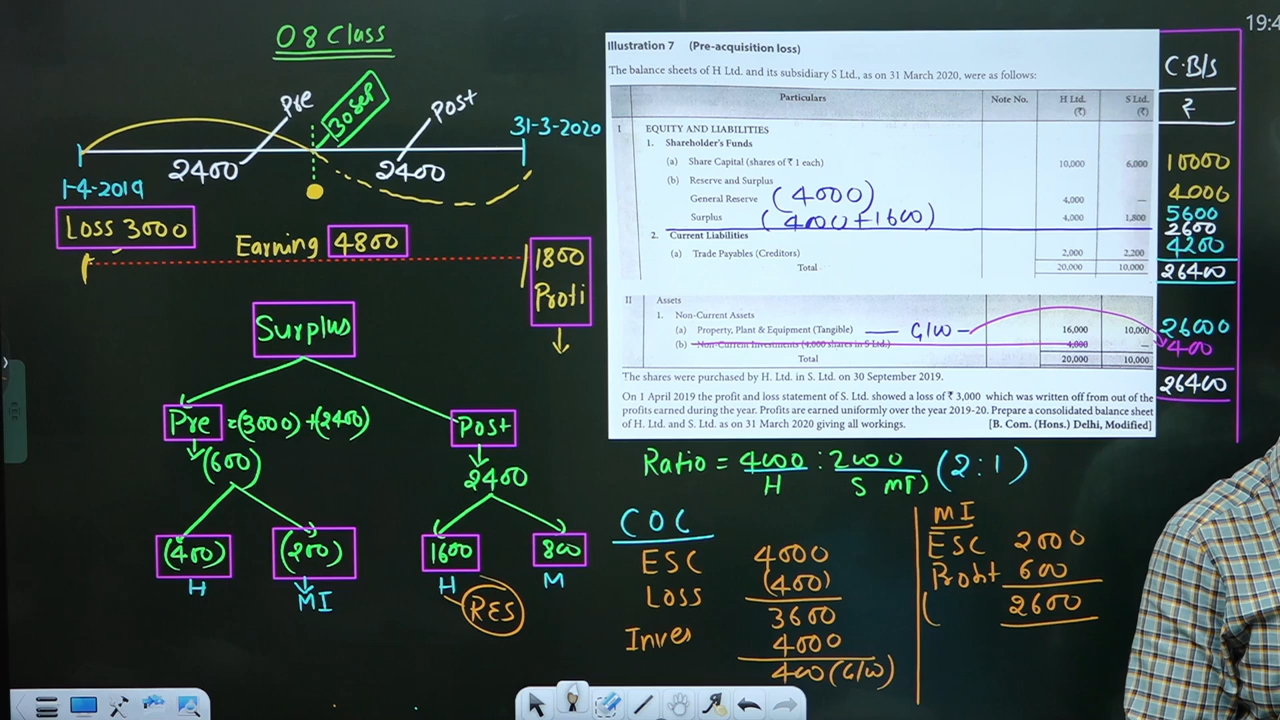 08 Class
19:4
Pre
30 Sep
Post
31-3-2020
2400
2400
1-4-2019
Loss 3000
Earning 4800
1800
Profi
Surplus
Pre =(3000)+(2400)
Post
(600)
2400
(400)
(200)
1600
800
H
MI
H
M
RES
Illustration 7 (Pre-acquisition loss)
The balance sheets of H Ltd. and its subsidiary S Ltd., as on 31 March 2020, were as follows:
Particulars Note No. H Ltd. (₹) S Ltd. (₹)
I EQUITY AND LIABILITIES
1. Shareholder's Funds
(a) Share Capital (shares of ₹ 1 each) 10,000 6,000
(b) Reserve and Surplus
General Reserve (4000) 4,000 —
Surplus (4000+1600) 4,000 1,800
2. Current Liabilities
(a) Trade Payables (Creditors) 2,000 2,200
Total 20,000 10,000
II Assets
1. Non-Current Assets
(a) Property, Plant & Equipment (Tangible) — G/W — 16,000 10,000
(b) Non-Current Investments (4,000 shares in S Ltd.) 4,000 —
Total 20,000 10,000
The shares were purchased by H. Ltd. in S. Ltd. on 30 September 2019.
On 1 April 2019 the profit and loss statement of S. Ltd. showed a loss of ₹ 3,000 which was written off from out of the
profits earned during the year. Profits are earned uniformly over the year 2019-20. Prepare a consolidated balance sheet
of H. Ltd. and S. Ltd. as on 31 March 2020 giving all workings. [B. Com. (Hons.) Delhi, Modified]
C.B/S
₹
10000
4000
5600
2600
4200
26400
26000
400
26400
Ratio = 4000 : 2000 (2:1)
H S MI)
COC
ESC 4000
Loss (400)
3600
Inves 4000
400 (G/W)
MI
ESC 2000
Profit 600
2600